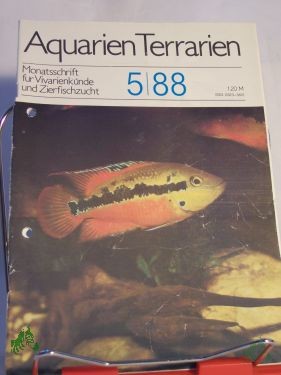 Aquarien Terrarien
Monatsschrift
für Vivarienkunde
und Zierfischzucht
5|88
1,20 M